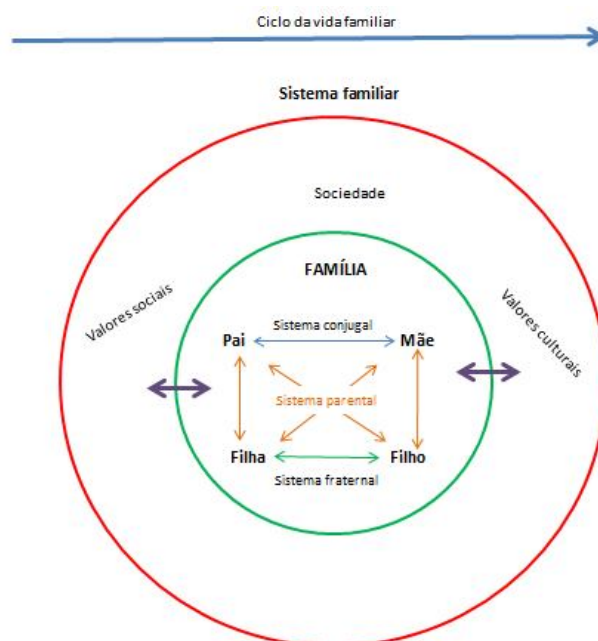 Ciclo da vida familiar
Sistema familiar
Sociedade
FAMÍLIA
Valores sociais
Valores culturais
Sistema conjugal
Pai
Mãe
Sistema parental
Filha
Filho
Sistema fraternal